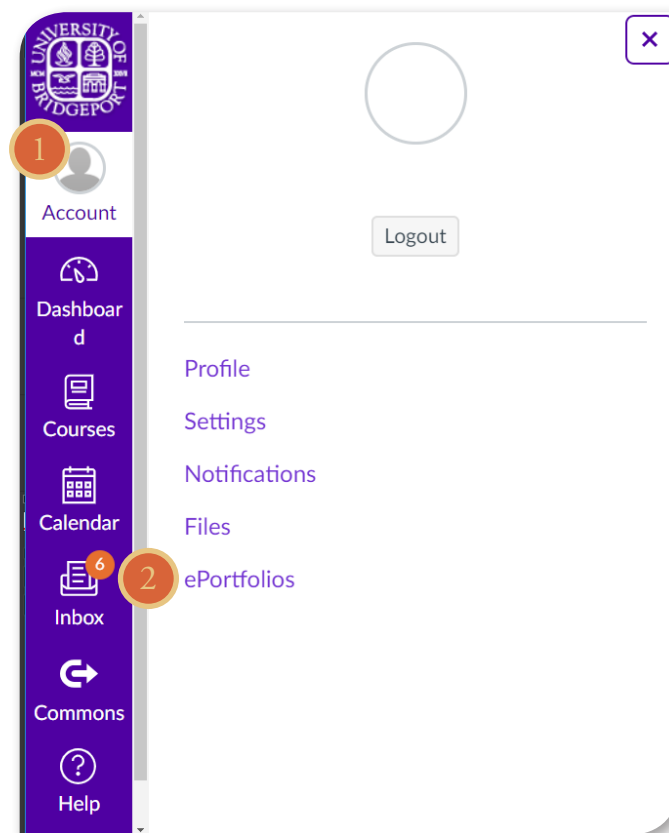 UNIVERSITY OF
BRIDGEPORT
1
Account
Dashboar
d
Courses
Calendar
6
Inbox
Commons
Help
×
Logout
Profile
Settings
Notifications
Files
2
ePortfolios